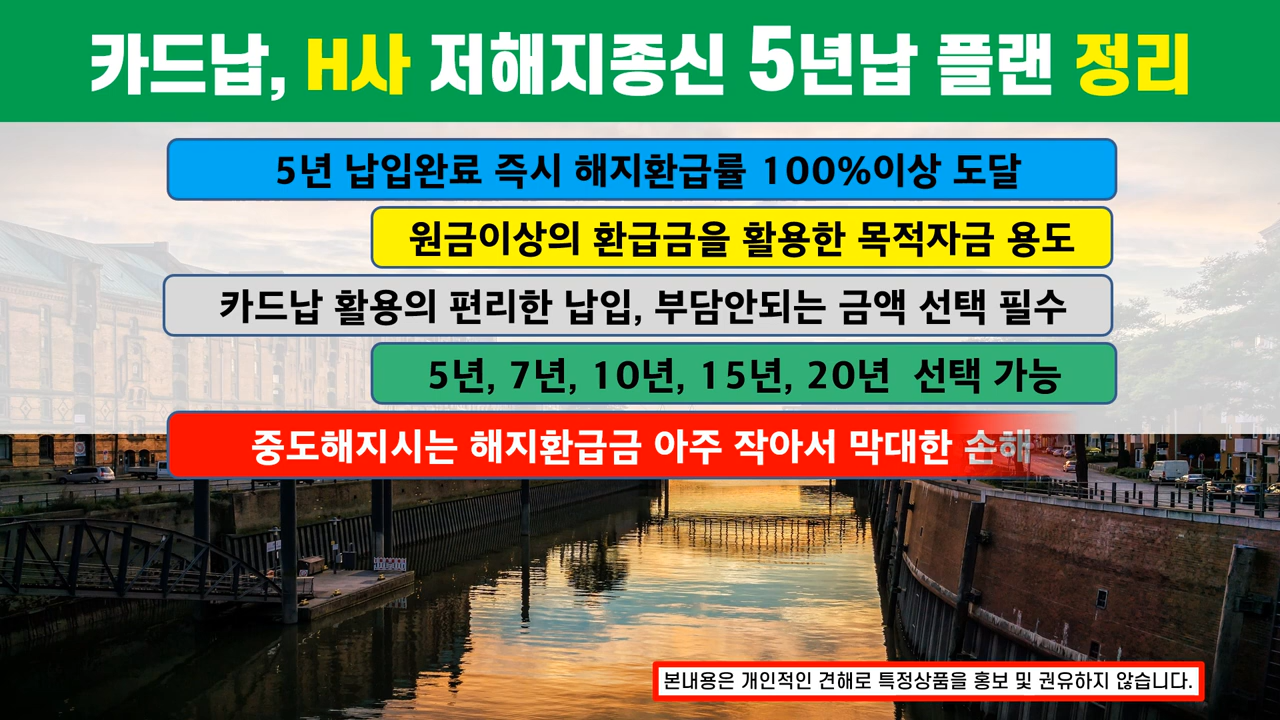 카드납, H사 저해지종신 5년납 플랜 정리
5년 납입완료 즉시 해지환급률 100%이상 도달
원금이상의 환급금을 활용한 목적자금 용도
카드납 활용의 편리한 납입, 부담안되는 금액 선택 필수
5년, 7년, 10년, 15년, 20년 선택 가능
중도해지시는 해지환급금 아주 작아서 막대한 손해
본내용은 개인적인 견해로 특정상품을 홍보 및 권유하지 않습니다.